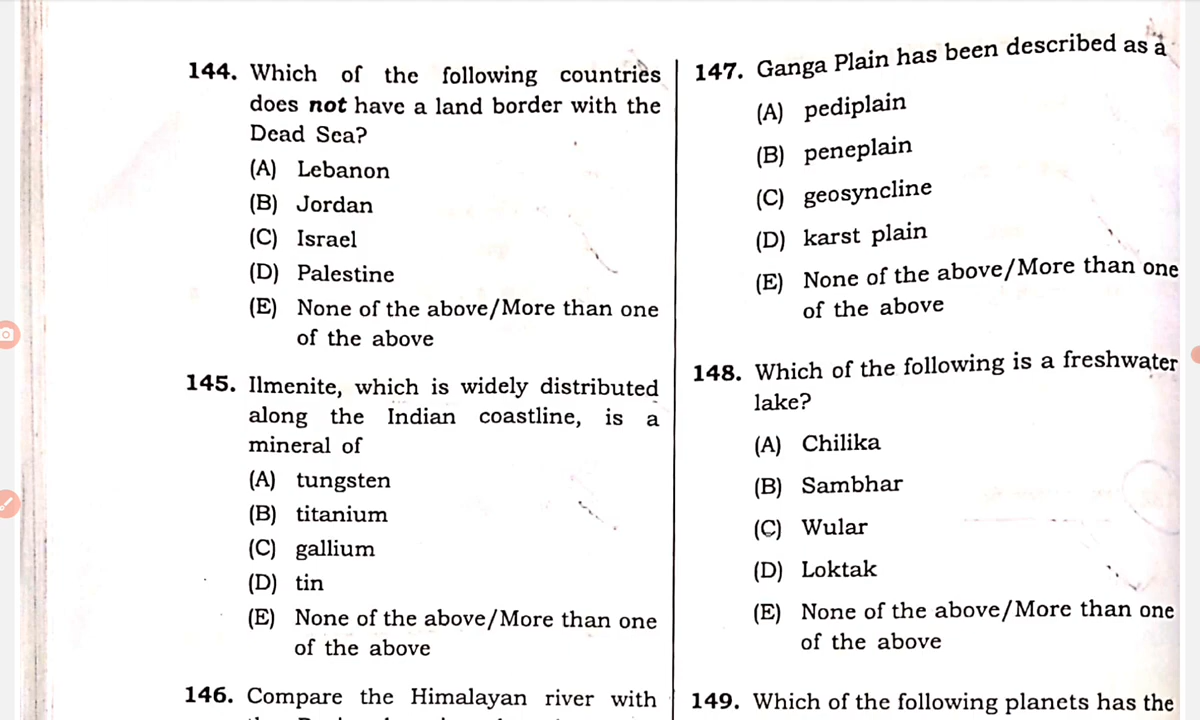 144. Which of the following countries
does not have a land border with the
Dead Sea?
(A) Lebanon
(B) Jordan
(C) Israel
(D) Palestine
(E) None of the above/More than one
of the above
145. Ilmenite, which is widely distributed
along the Indian coastline, is a
mineral of
(A) tungsten
(B) titanium
(C) gallium
(D) tin
(E) None of the above/More than one
of the above
146. Compare the Himalayan river with
147. Ganga Plain has been described as a
(A) pediplain
(B) peneplain
(C) geosyncline
(D) karst plain
(E) None of the above/More than one
of the above
148. Which of the following is a freshwater
lake?
(A) Chilika
(B) Sambhar
(C) Wular
(D) Loktak
(E) None of the above/More than one
of the above
149. Which of the following planets has the